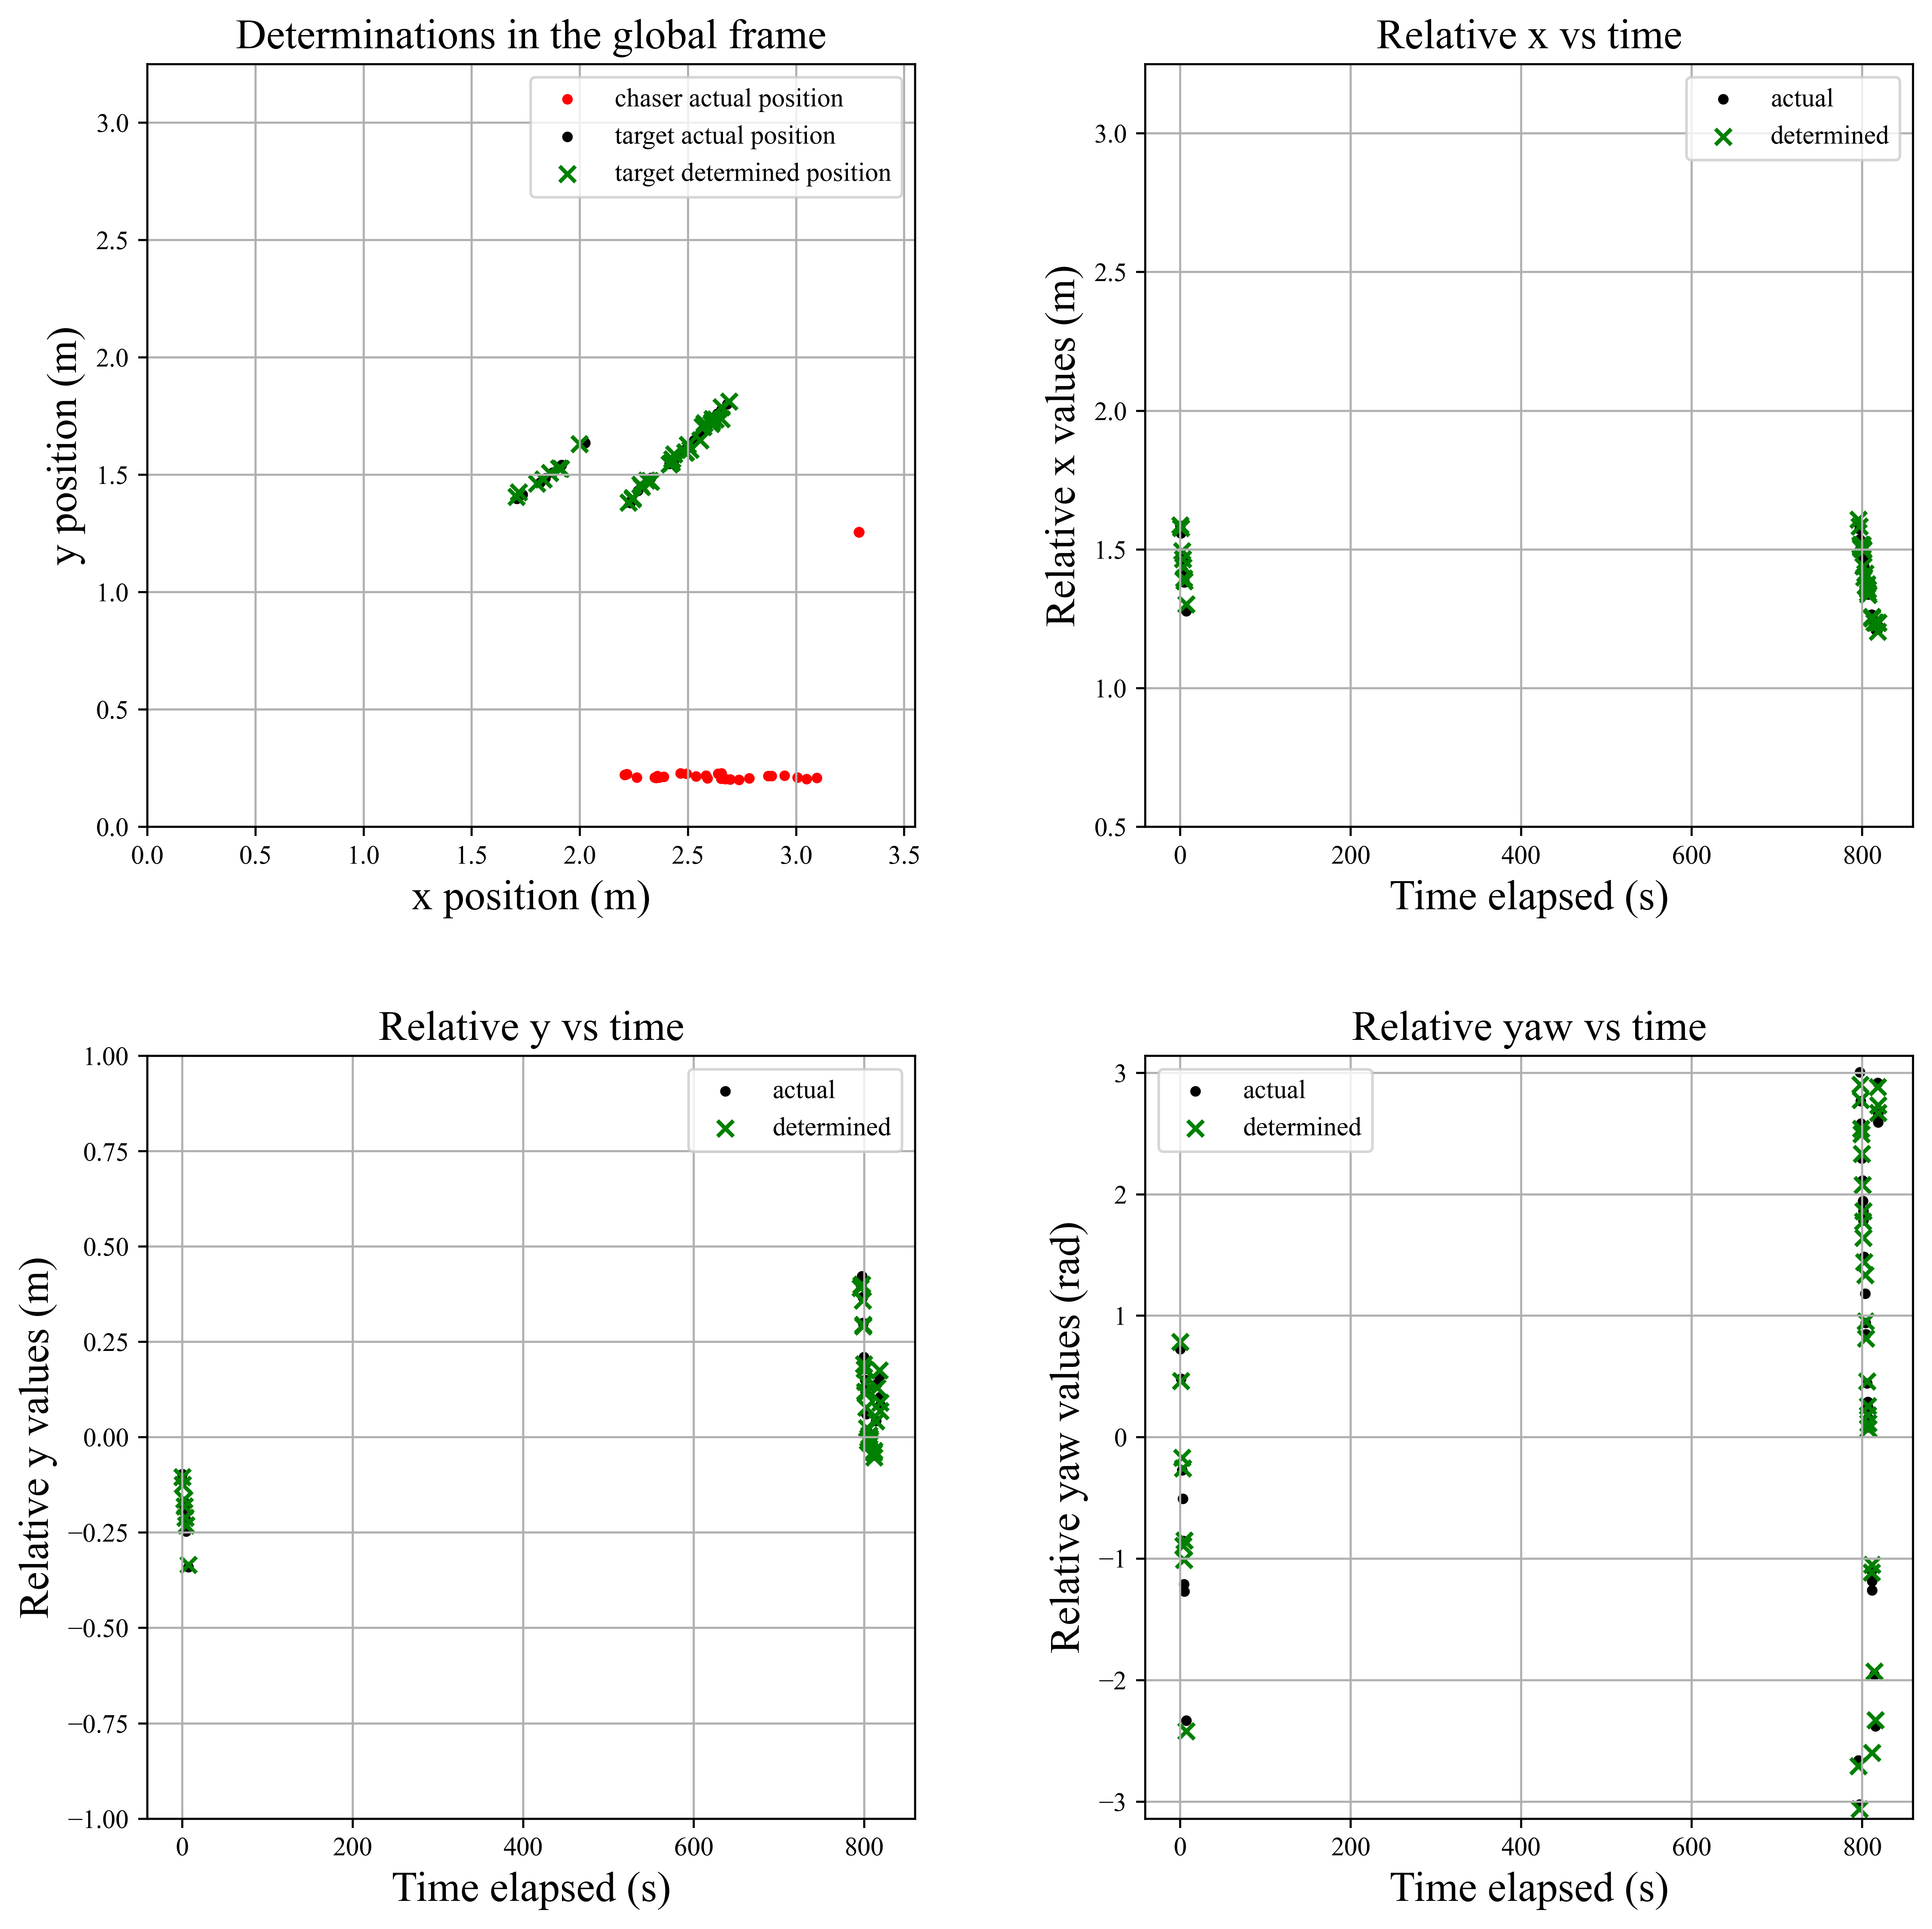 Determinations in the global frame
chaser actual position
target actual position
target determined position
y position (m)
3.0
2.5
2.0
1.5
1.0
0.5
0.0
0.0 0.5 1.0 1.5 2.0 2.5 3.0 3.5
x position (m)
Relative x vs time
actual
determined
Relative x values (m)
3.0
2.5
2.0
1.5
1.0
0.5
0 200 400 600 800
Time elapsed (s)
Relative y vs time
actual
determined
Relative y values (m)
1.00
0.75
0.50
0.25
0.00
−0.25
−0.50
−0.75
−1.00
0 200 400 600 800
Time elapsed (s)
Relative yaw vs time
actual
determined
Relative yaw values (rad)
3
2
1
0
−1
−2
−3
0 200 400 600 800
Time elapsed (s)